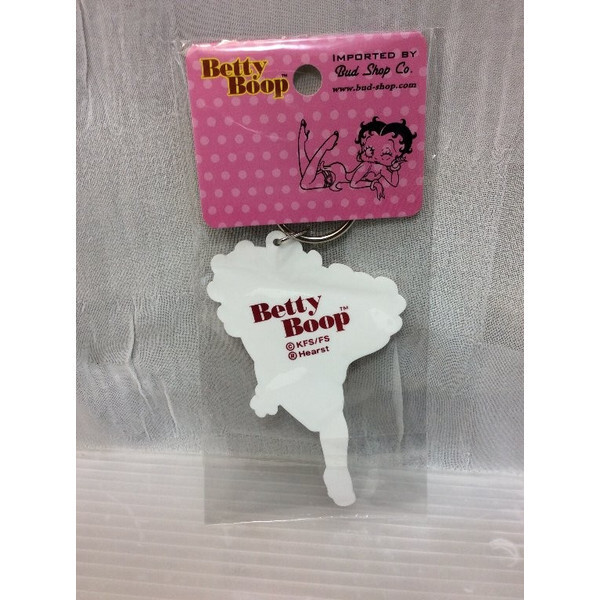 Betty
Boop™
IMPORTED BY
Bud Shop Co.
www.bud-shop.com
Betty
Boop™
©KFS/FS
®Hearst